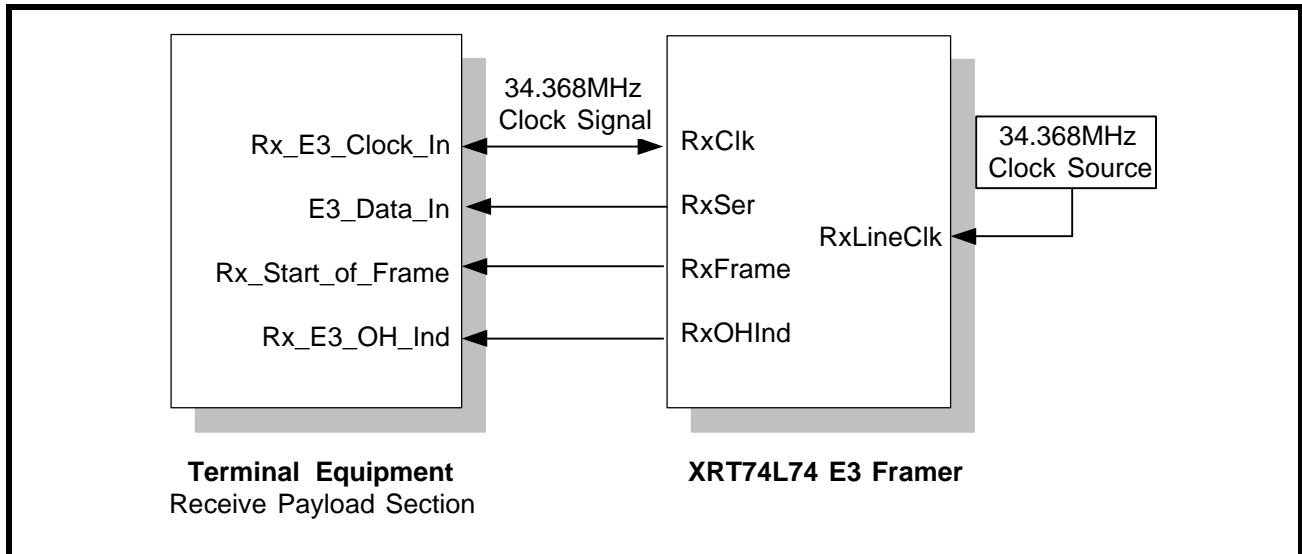 34.368MHz
Clock Signal
Rx_E3_Clock_In
E3_Data_In
Rx_Start_of_Frame
Rx_E3_OH_Ind
RxClk
RxSer
RxFrame
RxOHInd
RxLineClk
34.368MHz
Clock Source
Terminal Equipment
Receive Payload Section
XRT74L74 E3 Framer